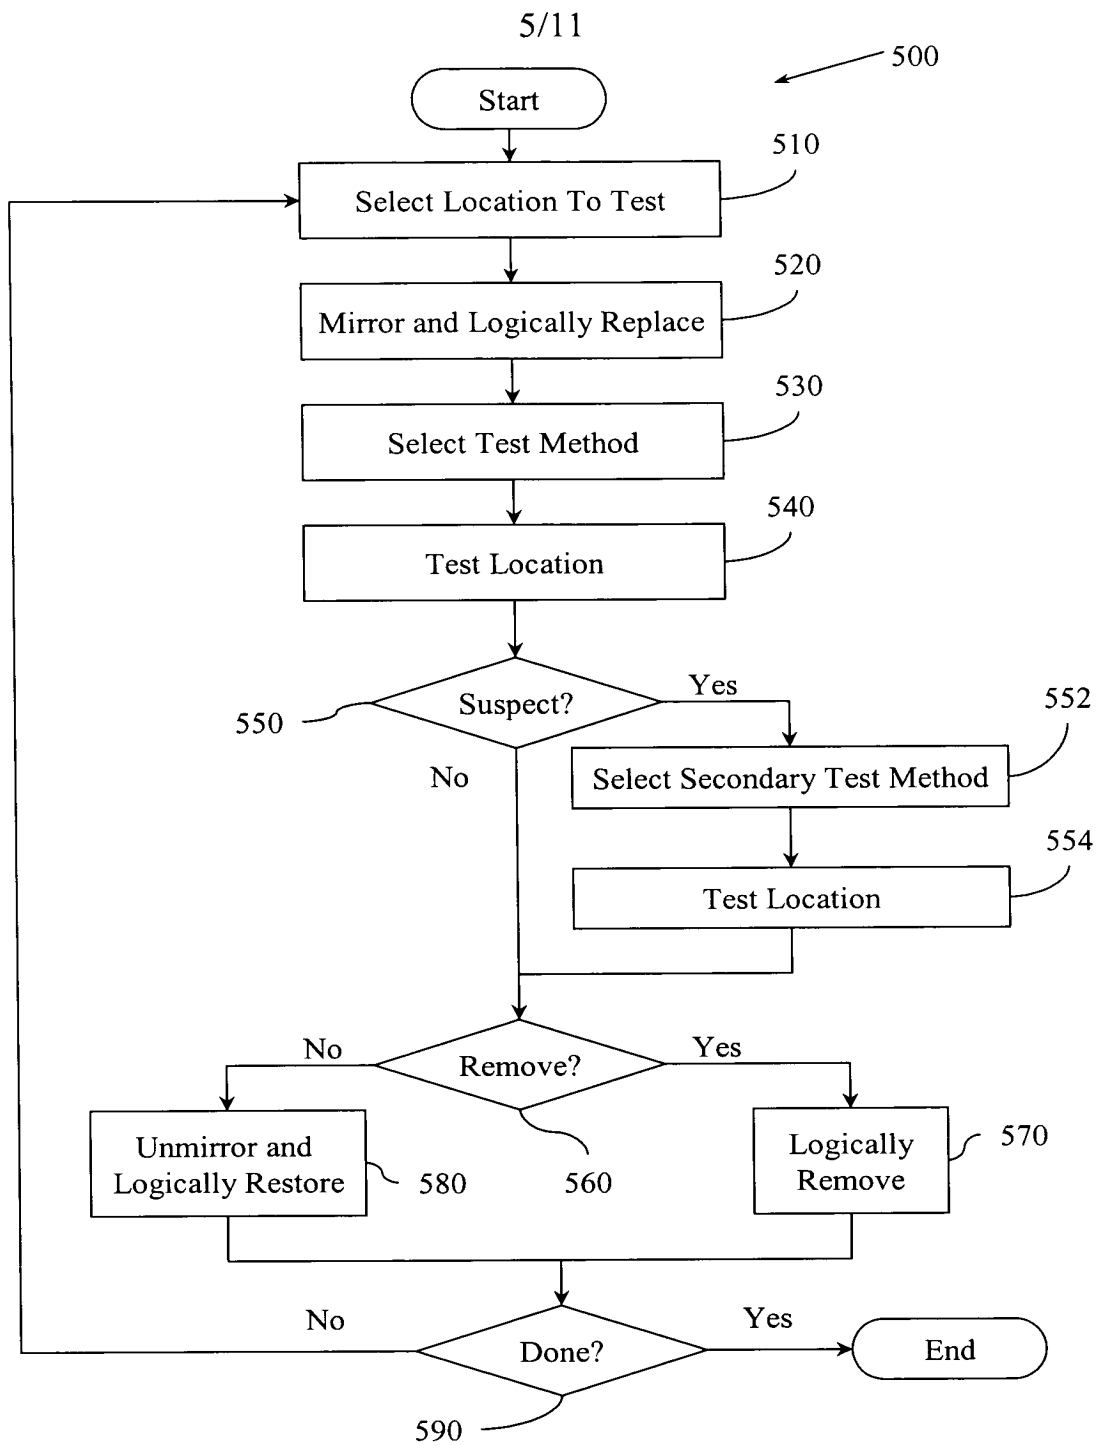 5/11
500
Start
510
Select Location To Test
520
Mirror and Logically Replace
530
Select Test Method
540
Test Location
550
Suspect?
Yes
No
552
Select Secondary Test Method
554
Test Location
No
Remove?
Yes
560
Unmirror and
Logically Restore
580
Logically
Remove
570
No
Done?
Yes
End
590